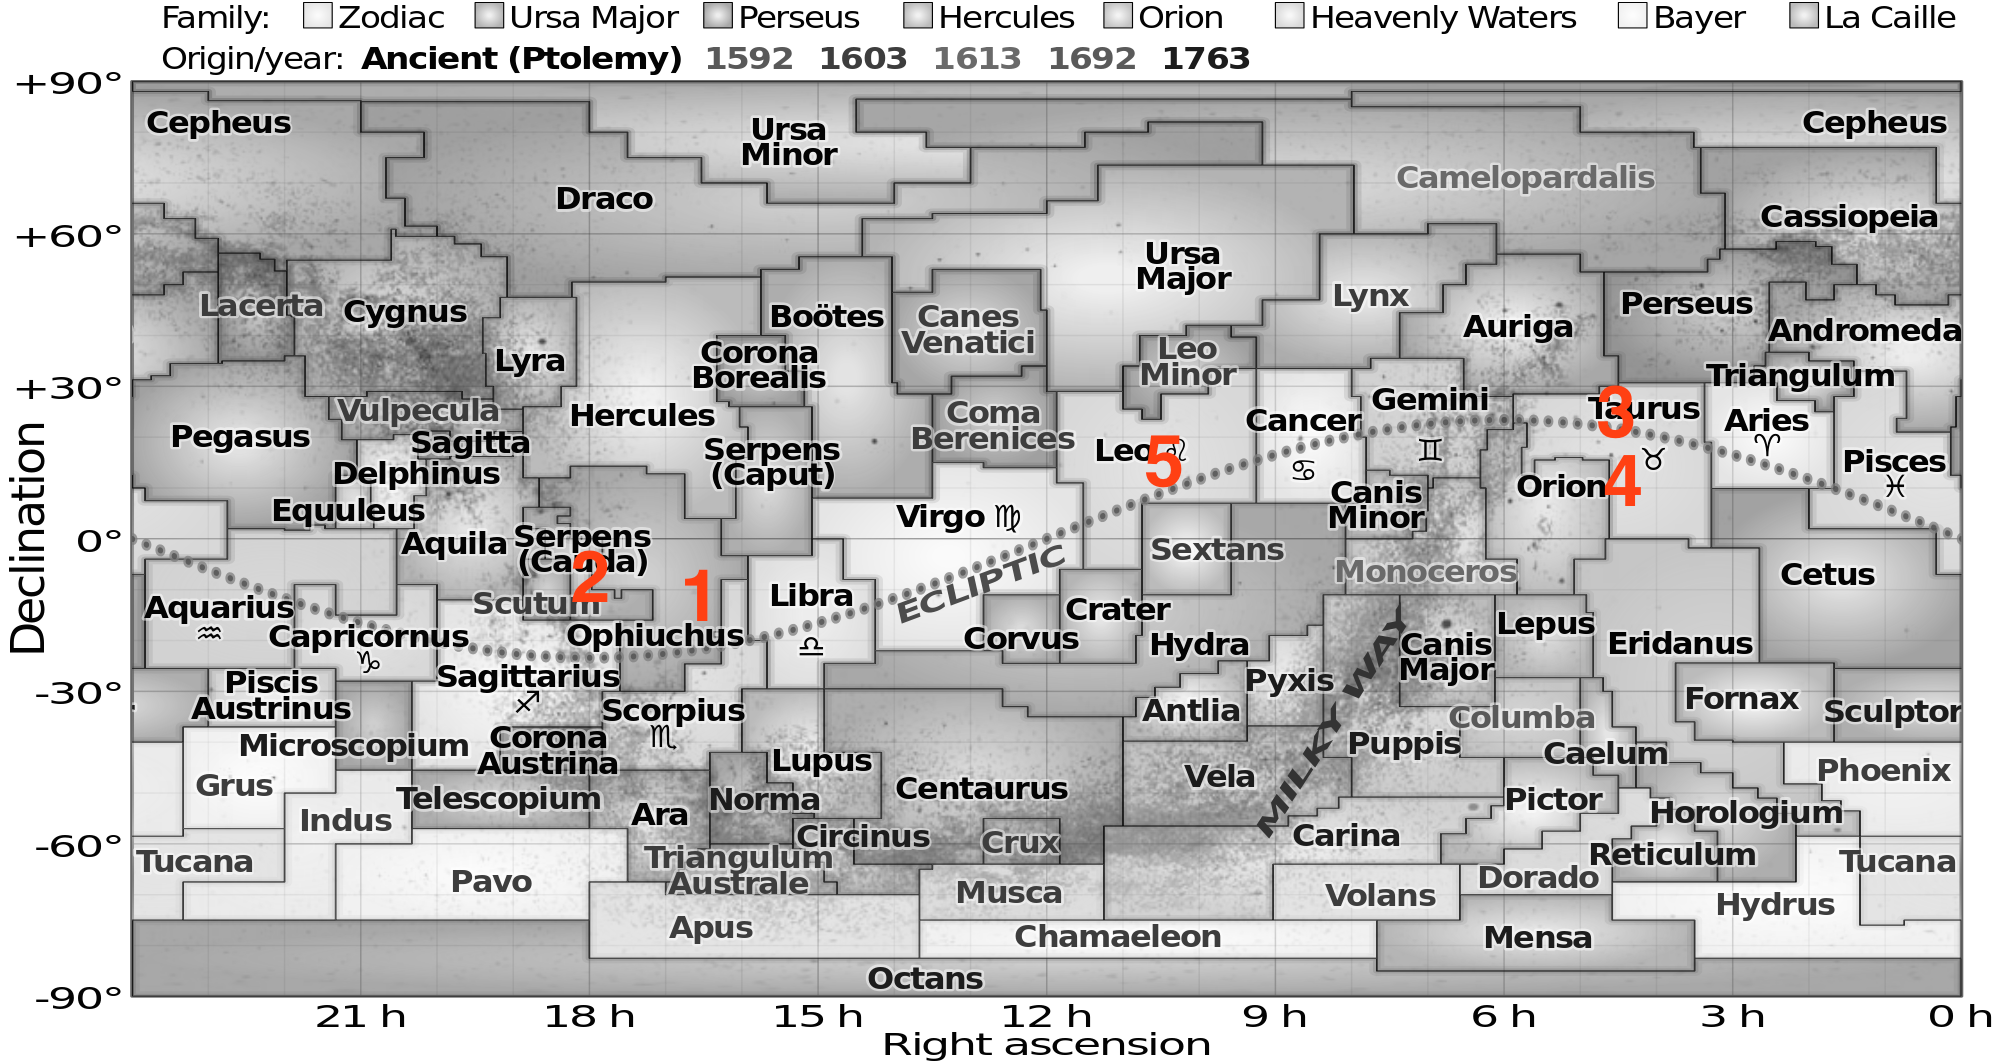 Family: Zodiac Ursa Major Perseus Hercules Orion Heavenly Waters Bayer La Caille
Origin/year: Ancient (Ptolemy) 1592 1603 1613 1692 1763
+90°
Cepheus
Ursa
Minor
Cepheus
Draco
Camelopardalis
Cassiopeia
+60°
Ursa
Major
Lacerta
Cygnus
Boötes
Canes
Venatici
Lynx
Auriga
Perseus
Andromeda
Lyra
Corona
Borealis
Leo
Minor
Triangulum
+30°
Vulpecula
Hercules
Coma
Berenices
Gemini
Cancer
3
Taurus
Aries
Pegasus
Sagitta
Serpens
(Caput)
Leo ♌
5
♊
♋
♉
♈
Pisces
♓
Delphinus
Canis
Minor
Orion
4
Equuleus
Virgo ♍
0°
Aquila
Serpens
(Cauda)
2
1
Sextans
Monoceros
Cetus
ECLIPTIC
Aquarius
♒
Scutum
Libra
♎
Crater
Capricornus
♑
Ophiuchus
Corvus
Hydra
Canis
Major
Lepus
Eridanus
Declination
-30°
Piscis
Austrinus
Sagittarius
♐
Scorpius
♏
Antlia
Pyxis
MILKY WAY
Columba
Fornax
Sculptor
Microscopium
Corona
Austrina
Lupus
Puppis
Caelum
Grus
Telescopium
Norma
Centaurus
Vela
Phoenix
Indus
Ara
Circinus
Crux
Carina
Pictor
Horologium
-60°
Tucana
Triangulum
Australe
Reticulum
Tucana
Pavo
Musca
Volans
Dorado
Hydrus
Apus
Chamaeleon
Mensa
Octans
-90°
21 h 18 h 15 h 12 h 9 h 6 h 3 h 0 h
Right ascension